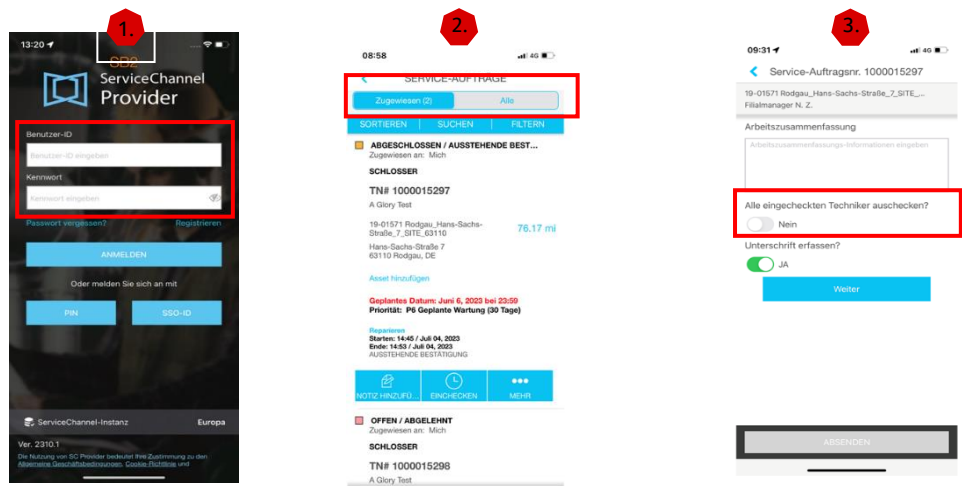 1.
13:20
SB2
ServiceChannel
Provider
Benutzer-ID
Benutzer-ID eingeben
Kennwort
Kennwort eingeben
Passwort vergessen? Registrieren
ANMELDEN
Oder melden Sie sich an mit
PIN SSO-ID
ServiceChannel-Instanz Europa
Ver. 2310.1
Die Nutzung von SC Provider bedeutet Ihre Zustimmung zu den
Allgemeine Geschäftsbedingungen, Cookie-Richtlinie und
2.
08:58 4G
SERVICE-AUFTRÄGE
Zugewiesen (2) Alle
SORTIEREN SUCHEN FILTERN
ABGESCHLOSSEN / AUSSTEHENDE BEST...
Zugewiesen an: Mich
SCHLOSSER
TN# 1000015297
A Glory Test
19-01571 Rodgau_Hans-Sachs-
Straße_7_SITE_63110
76.17 mi
Hans-Sachs-Straße 7
63110 Rodgau, DE
Asset hinzufügen
Geplantes Datum: Juni 6, 2023 bei 23:59
Priorität: P6 Geplante Wartung (30 Tage)
Reparieren
Starten: 14:45 / Juli 04, 2023
Ende: 14:53 / Juli 04, 2023
AUSSTEHENDE BESTÄTIGUNG
NOTIZ HINZUFÜ... EINCHECKEN MEHR
OFFEN / ABGELEHNT
Zugewiesen an: Mich
SCHLOSSER
TN# 1000015298
A Glory Test
3.
09:31 4G
Service-Auftragsnr. 1000015297
19-01571 Rodgau_Hans-Sachs-Straße_7_SITE_...
Filialmanager N. Z.
Arbeitszusammenfassung
Arbeitszusammenfassungs-Informationen eingeben
Alle eingecheckten Techniker auschecken?
Nein
Unterschrift erfassen?
JA
Weiter
ABSENDEN